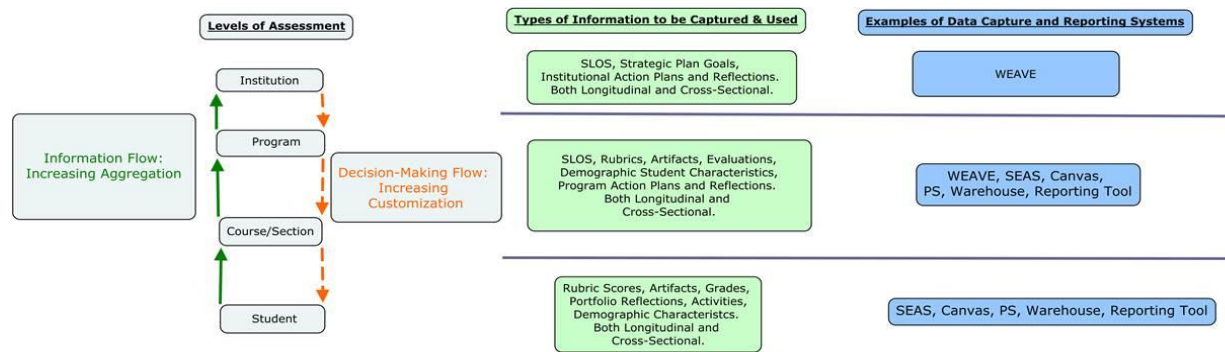 Levels of Assessment
Types of Information to be Captured & Used
Examples of Data Capture and Reporting Systems
Institution
SLOS, Strategic Plan Goals,
Institutional Action Plans and Reflections.
Both Longitudinal and Cross-Sectional.
WEAVE
Information Flow:
Increasing Aggregation
Program
Decision-Making Flow:
Increasing
Customization
SLOS, Rubrics, Artifacts, Evaluations,
Demographic Student Characteristics,
Program Action Plans and Reflections.
Both Longitudinal and
Cross-Sectional.
WEAVE, SEAS, Canvas,
PS, Warehouse, Reporting Tool
Course/Section
Student
Rubric Scores, Artifacts, Grades,
Portfolio Reflections, Activities,
Demographic Characteristcs.
Both Longitudinal and
Cross-Sectional.
SEAS, Canvas, PS, Warehouse, Reporting Tool